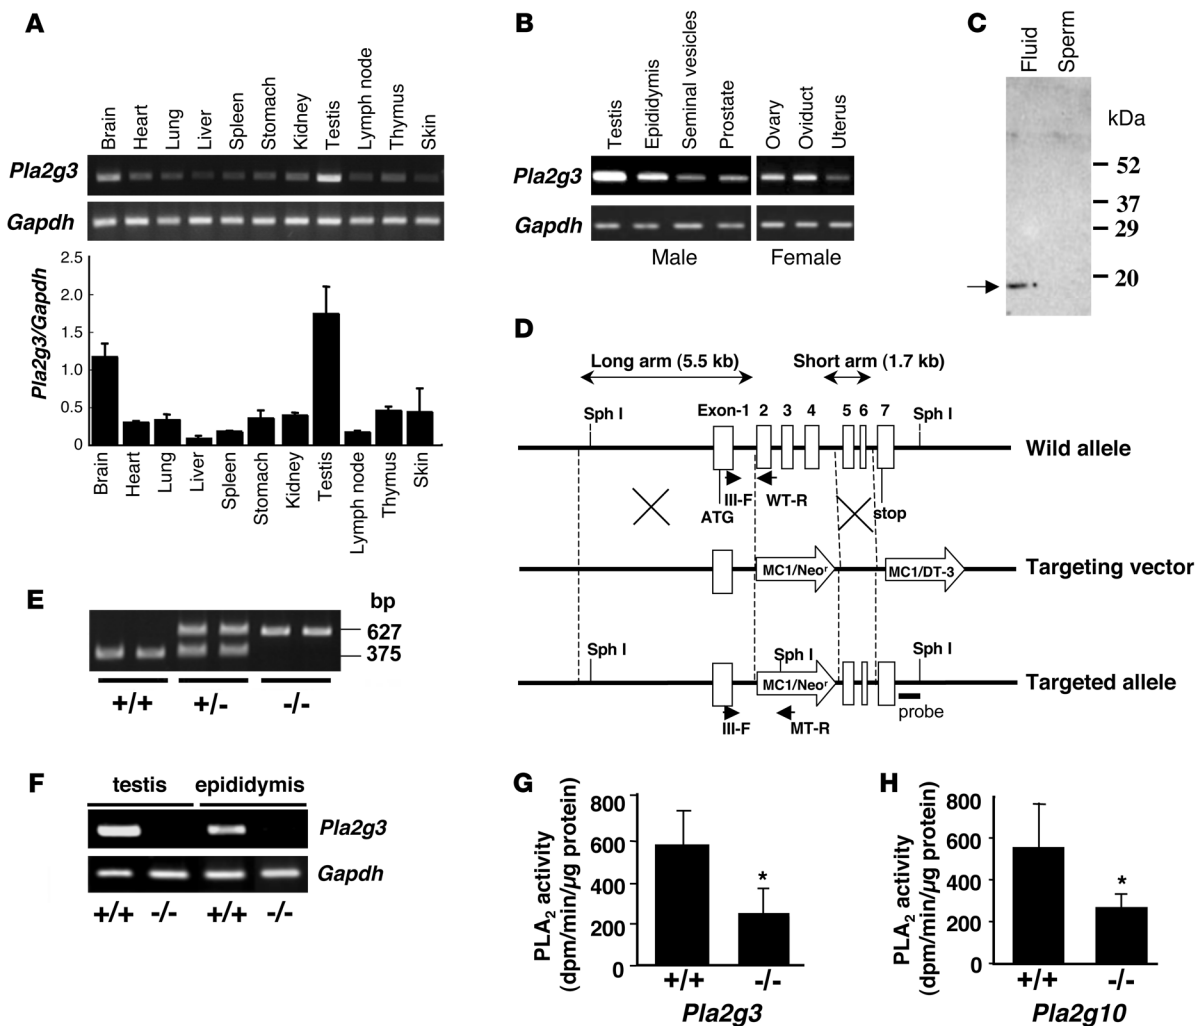 A
Brain Heart Lung Liver Spleen Stomach Kidney Testis Lymph node Thymus Skin
Pla2g3
Gapdh
Pla2g3/Gapdh
2.5
2.0
1.5
1.0
0.5
0
Brain Heart Lung Liver Spleen Stomach Kidney Testis Lymph node Thymus Skin
B
Testis Epididymis Seminal vesicles Prostate Ovary Oviduct Uterus
Pla2g3
Gapdh
Male Female
C
Fluid Sperm
kDa
52
37
29
20
D
Long arm (5.5 kb) Short arm (1.7 kb)
Sph I Exon-1 2 3 4 5 6 7 Sph I
Wild allele
III-F WT-R
ATG stop
MC1/Neoʳ MC1/DT-3
Targeting vector
Sph I Sph I Sph I
MC1/Neoʳ
Targeted allele
probe
III-F MT-R
E
bp
627
375
+/+ +/- -/-
F
testis epididymis
Pla2g3
Gapdh
+/+ -/- +/+ -/-
G
PLA₂ activity
(dpm/min/µg protein)
800
600
400
200
0
*
+/+ -/-
Pla2g3
H
PLA₂ activity
(dpm/min/µg protein)
800
600
400
200
0
*
+/+ -/-
Pla2g10